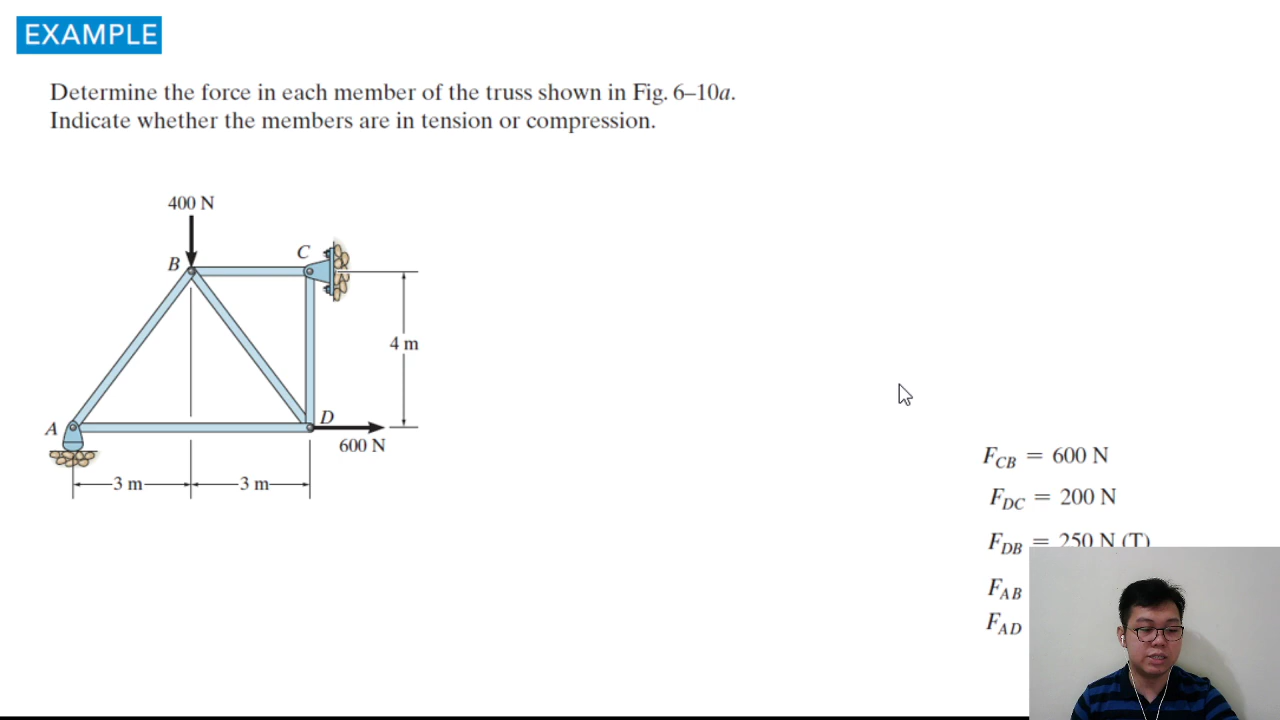 EXAMPLE
Determine the force in each member of the truss shown in Fig. 6–10a.
Indicate whether the members are in tension or compression.
400 N
B
C
4 m
A
D
600 N
3 m
3 m
F_CB = 600 N
F_DC = 200 N
F_DB = 250 N (T)
F_AB
F_AD